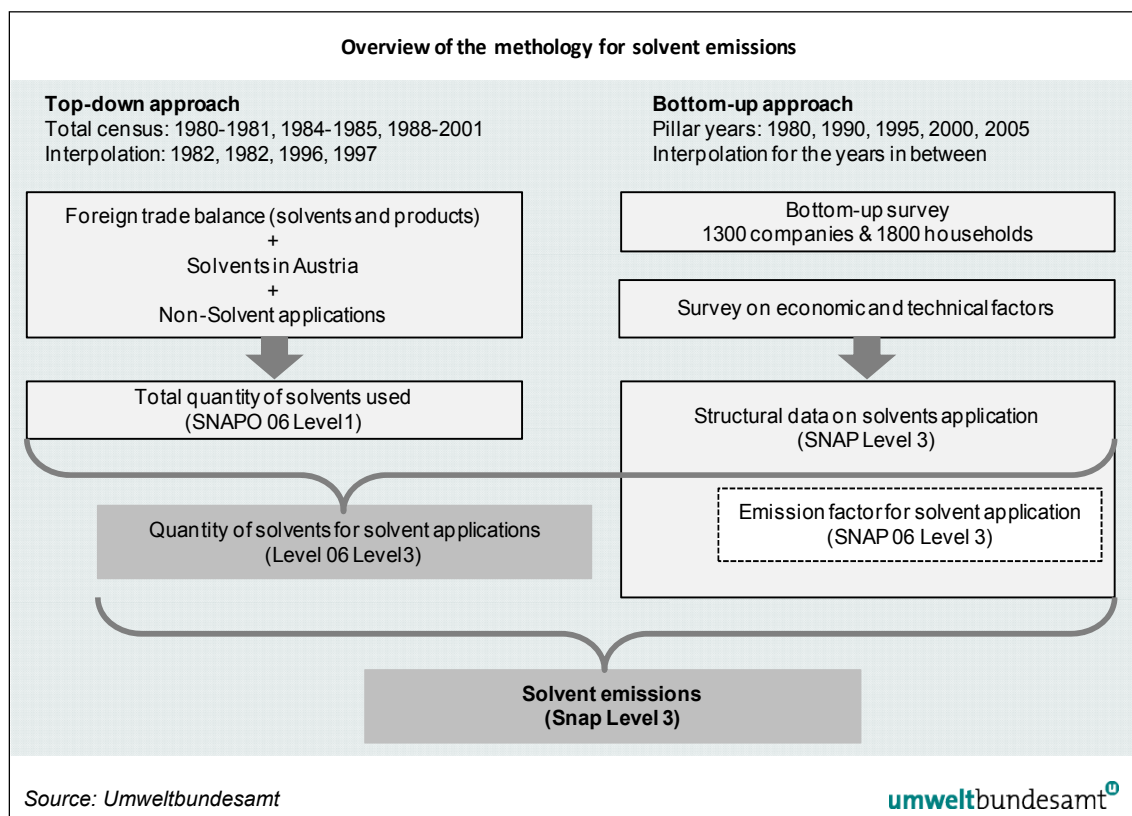 Overview of the methology for solvent emissions
Top-down approach
Total census: 1980-1981, 1984-1985, 1988-2001
Interpolation: 1982, 1982, 1996, 1997
Foreign trade balance (solvents and products)
+
Solvents in Austria
+
Non-Solvent applications
Total quantity of solvents used
(SNAPO 06 Level 1)
Bottom-up approach
Pillar years: 1980, 1990, 1995, 2000, 2005
Interpolation for the years in between
Bottom-up survey
1300 companies & 1800 households
Survey on economic and technical factors
Structural data on solvents application
(SNAP Level 3)
Emission factor for solvent application
(SNAP 06 Level 3)
Quantity of solvents for solvent applications
(Level 06 Level 3)
Solvent emissions
(Snap Level 3)
Source: Umweltbundesamt
umweltbundesamt u